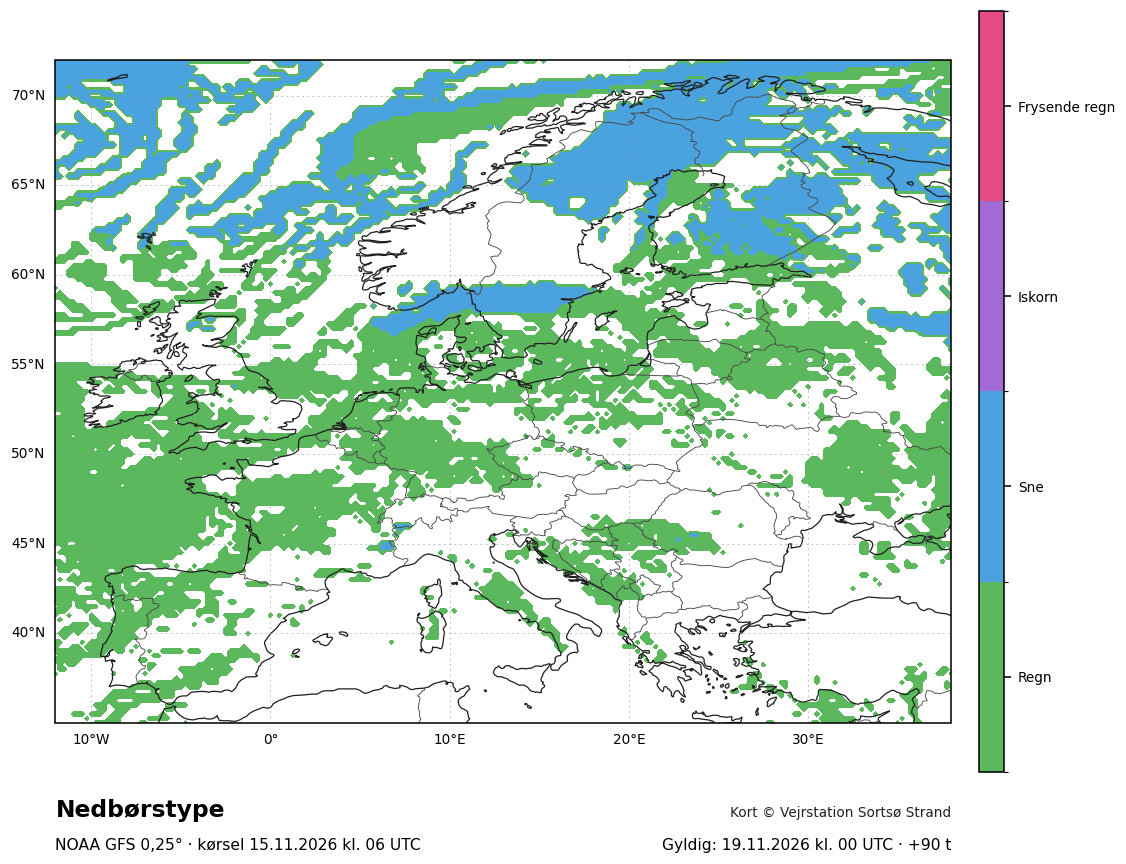 70°N
65°N
60°N
55°N
50°N
45°N
40°N
10°W
0°
10°E
20°E
30°E
Frysende regn
Iskorn
Sne
Regn
Nedbørstype
Kort © Vejrstation Sortsø Strand
NOAA GFS 0,25° · kørsel 15.11.2026 kl. 06 UTC
Gyldig: 19.11.2026 kl. 00 UTC · +90 t